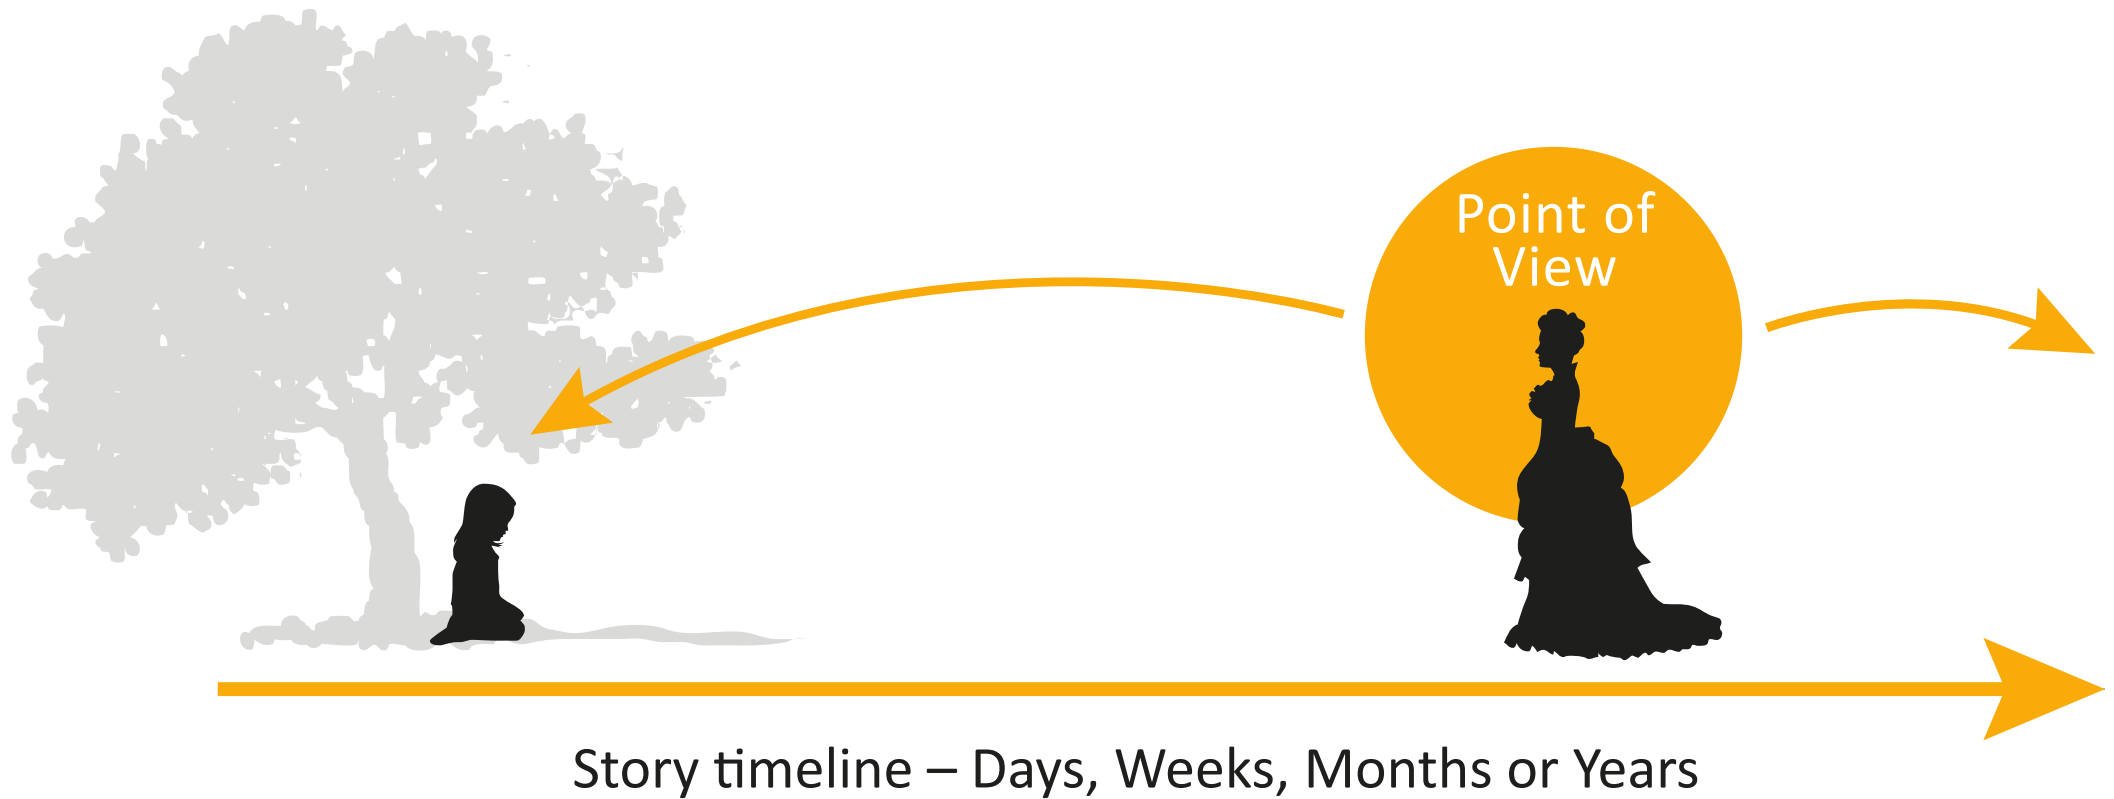 Point of
View
Story timeline – Days, Weeks, Months or Years